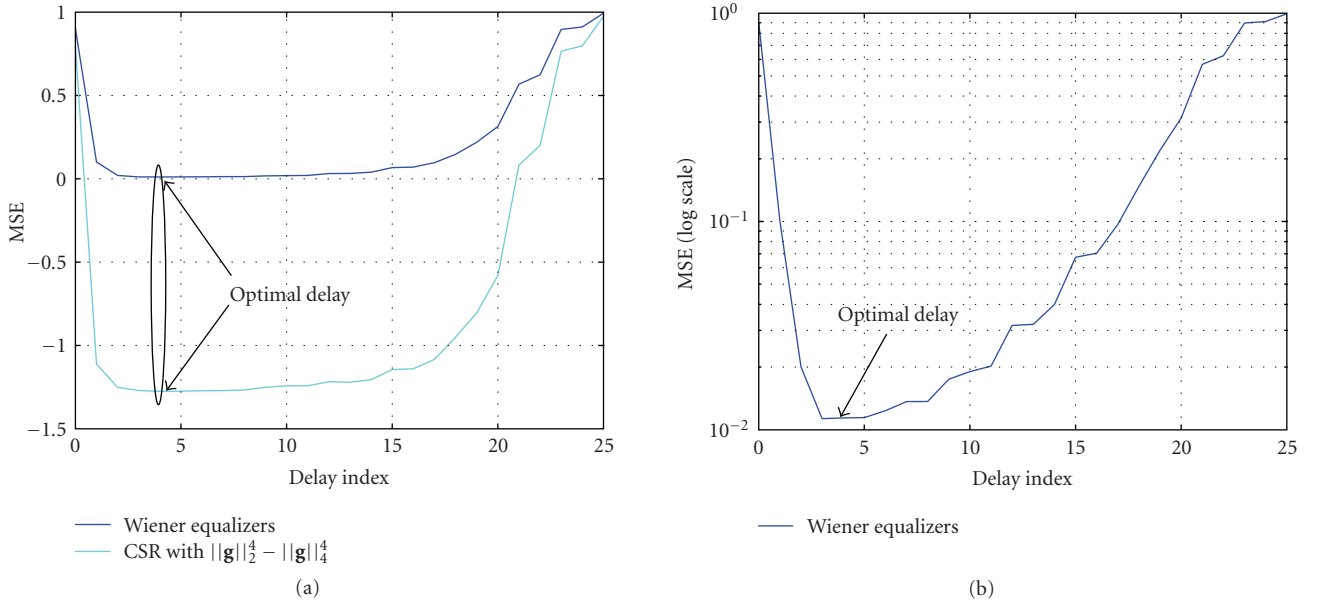 1
0.5
0
−0.5
−1
−1.5
MSE
0 5 10 15 20 25
Delay index
Optimal delay
Wiener equalizers
CSR with ||g||₂⁴ − ||g||₄⁴
(a)
10⁰
10⁻¹
10⁻²
MSE (log scale)
0 5 10 15 20 25
Delay index
Optimal delay
Wiener equalizers
(b)